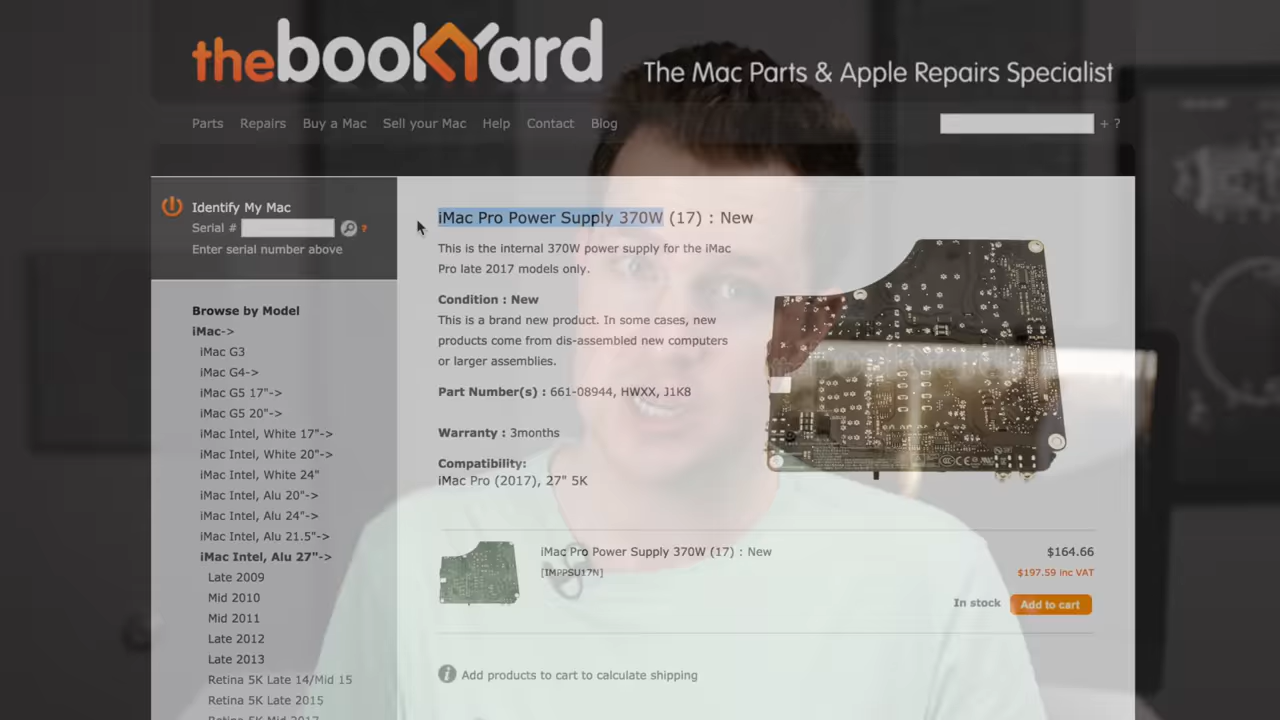 thebookYard
The Mac Parts & Apple Repairs Specialist
Parts Repairs Buy a Mac Sell your Mac Help Contact Blog
+ ?
Identify My Mac
Serial # ?
Enter serial number above
Browse by Model
iMac->
iMac G3
iMac G4->
iMac G5 17"->
iMac G5 20"->
iMac Intel, White 17"->
iMac Intel, White 20"->
iMac Intel, White 24"
iMac Intel, Alu 20"->
iMac Intel, Alu 24"->
iMac Intel, Alu 21.5"->
iMac Intel, Alu 27"->
Late 2009
Mid 2010
Mid 2011
Late 2012
Late 2013
Retina 5K Late 14/Mid 15
Retina 5K Late 2015
Retina 5K Mid 2017
iMac Pro Power Supply 370W (17) : New
This is the internal 370W power supply for the iMac
Pro late 2017 models only.
Condition : New
This is a brand new product. In some cases, new
products come from dis-assembled new computers
or larger assemblies.
Part Number(s) : 661-08944, HWXX, J1K8
Warranty : 3months
Compatibility:
iMac Pro (2017), 27" 5K
iMac Pro Power Supply 370W (17) : New
[IMPPSU17N]
$164.66
$197.59 inc VAT
In stock
Add to cart
Add products to cart to calculate shipping